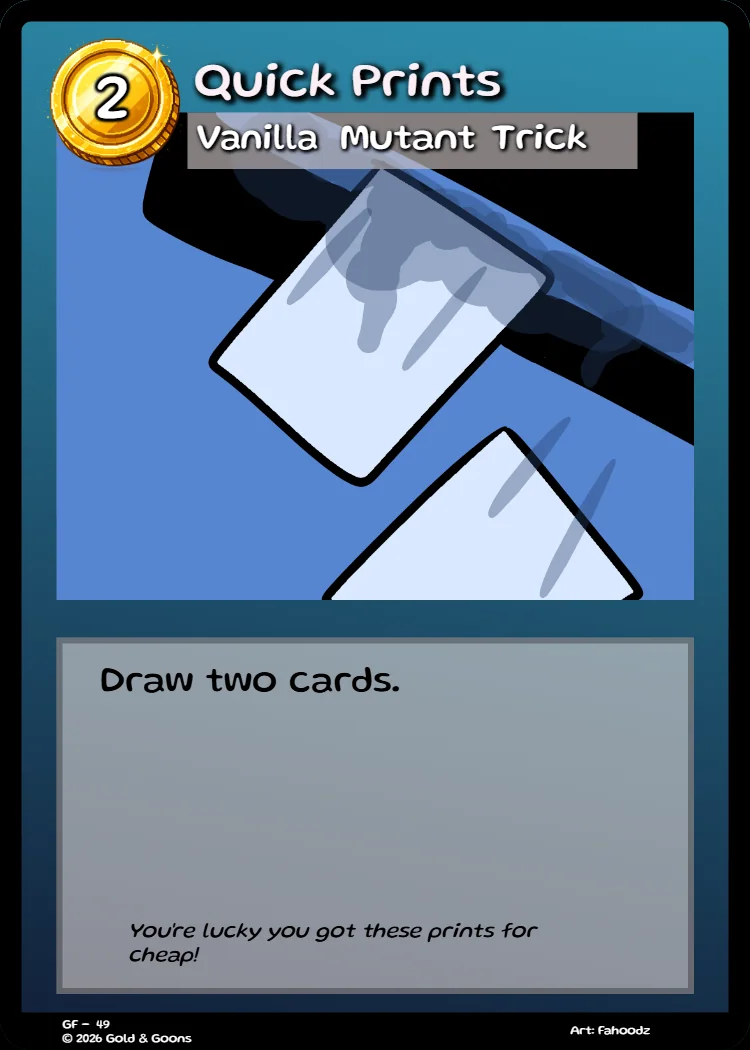 2
Quick Prints
Vanilla Mutant Trick
Draw two cards.
You're lucky you got these prints for
cheap!
GF - 49
© 2026 Gold & Goons
Art: Fahoodz